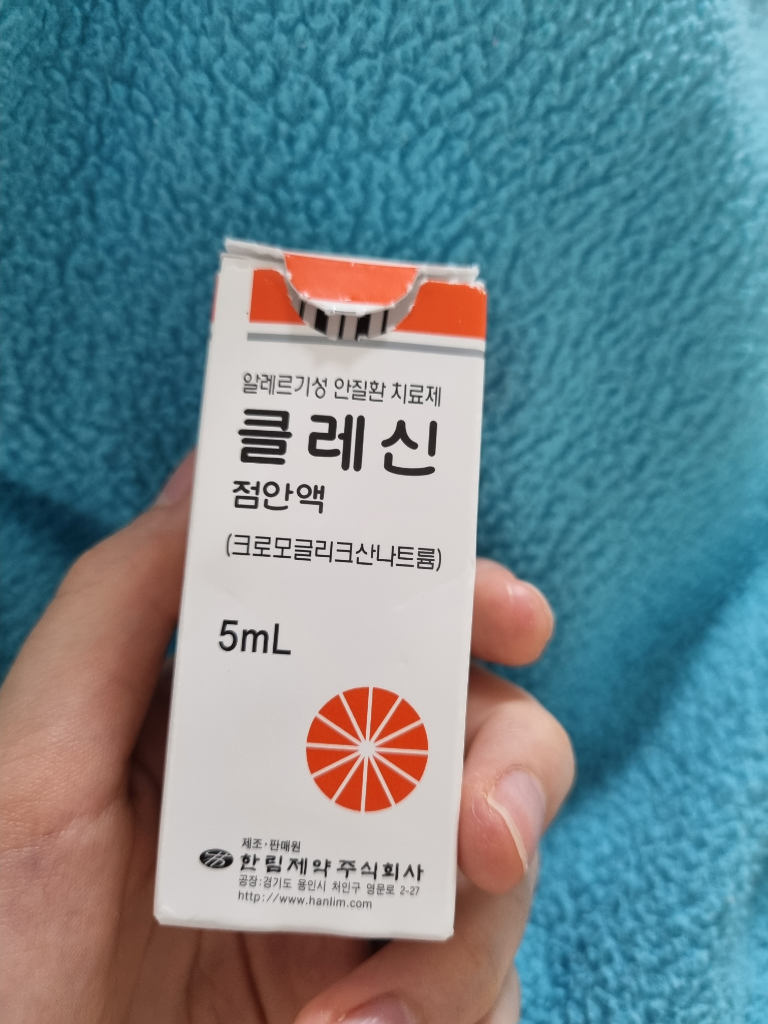 알레르기성 안질환 치료제
클레신
점안액
(크로모글리크산나트륨)
5mL
제조·판매원
한림제약 주식회사
공장:경기도 용인시 처인구 영문로 2-27
http://www.hanlim.com